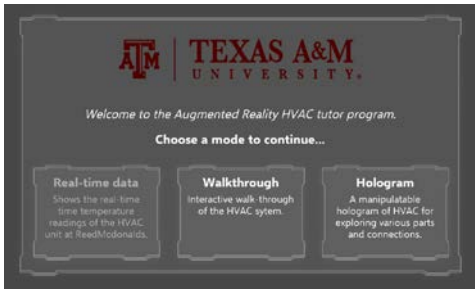 ATM TEXAS A&M
UNIVERSITY®
Welcome to the Augmented Reality HVAC tutor program.
Choose a mode to continue...
Real-time data
Shows the real-time
time temperature
readings of the HVAC
unit at ReedMcdonalds.
Walkthrough
Interactive walk-through
of the HVAC sytem.
Hologram
A manipulatable
hologram of HVAC for
exploring various parts
and connections.